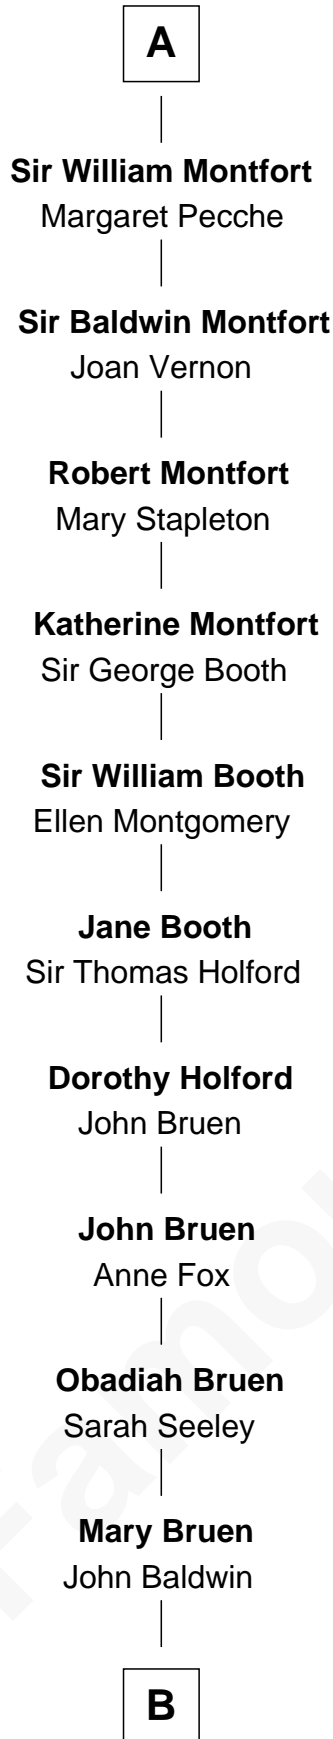 A
Sir William Montfort
Margaret Pecche
Sir Baldwin Montfort
Joan Vernon
Robert Montfort
Mary Stapleton
Katherine Montfort
Sir George Booth
Sir William Booth
Ellen Montgomery
Jane Booth
Sir Thomas Holford
Dorothy Holford
John Bruen
John Bruen
Anne Fox
Obadiah Bruen
Sarah Seeley
Mary Bruen
John Baldwin
B